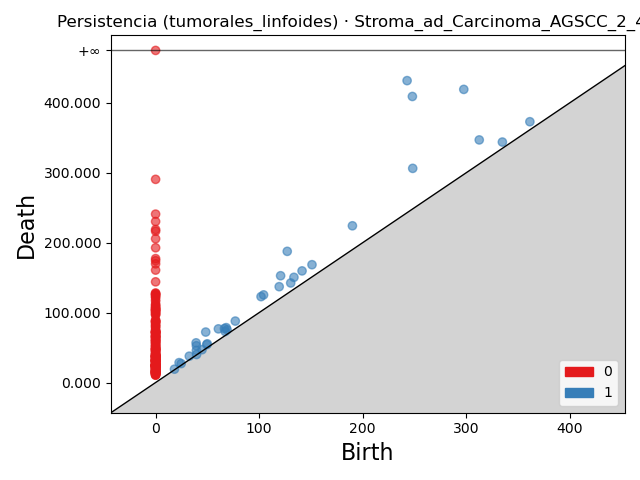 Persistencia (tumorales_linfoides) · Stroma_ad_Carcinoma_AGSCC_2_4
+∞
400.000
300.000
200.000
100.000
0.000
Death
0
1
0 100 200 300 400
Birth